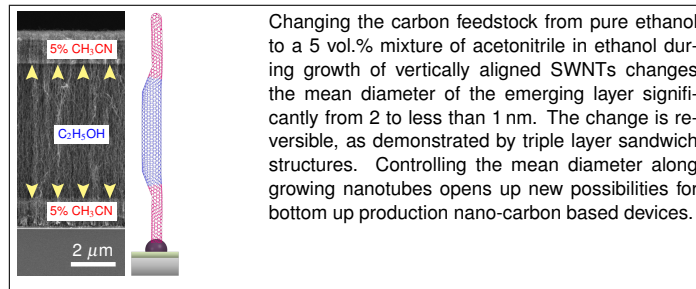 5% CH₃CN
C₂H₅OH
5% CH₃CN
2 μm
Changing the carbon feedstock from pure ethanol
to a 5 vol.% mixture of acetonitrile in ethanol dur-
ing growth of vertically aligned SWNTs changes
the mean diameter of the emerging layer signifi-
cantly from 2 to less than 1 nm. The change is re-
versible, as demonstrated by triple layer sandwich
structures. Controlling the mean diameter along
growing nanotubes opens up new possibilities for
bottom up production nano-carbon based devices.